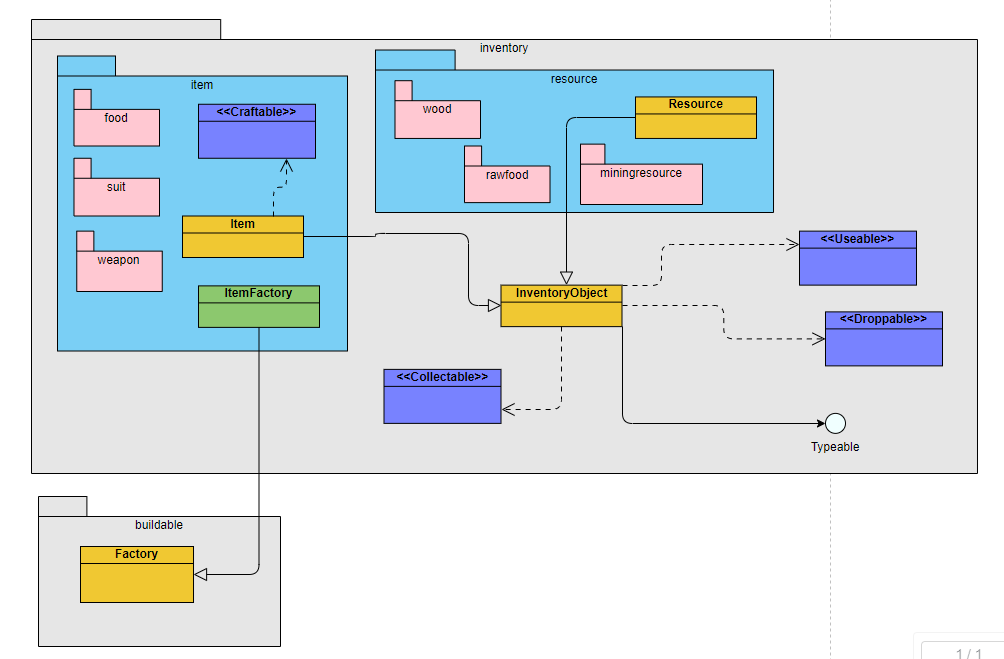 inventory
item
resource
food
<<Craftable>>
wood
Resource
suit
rawfood
miningresource
Item
weapon
<<Useable>>
ItemFactory
InventoryObject
<<Droppable>>
<<Collectable>>
Typeable
buildable
Factory
1 / 1